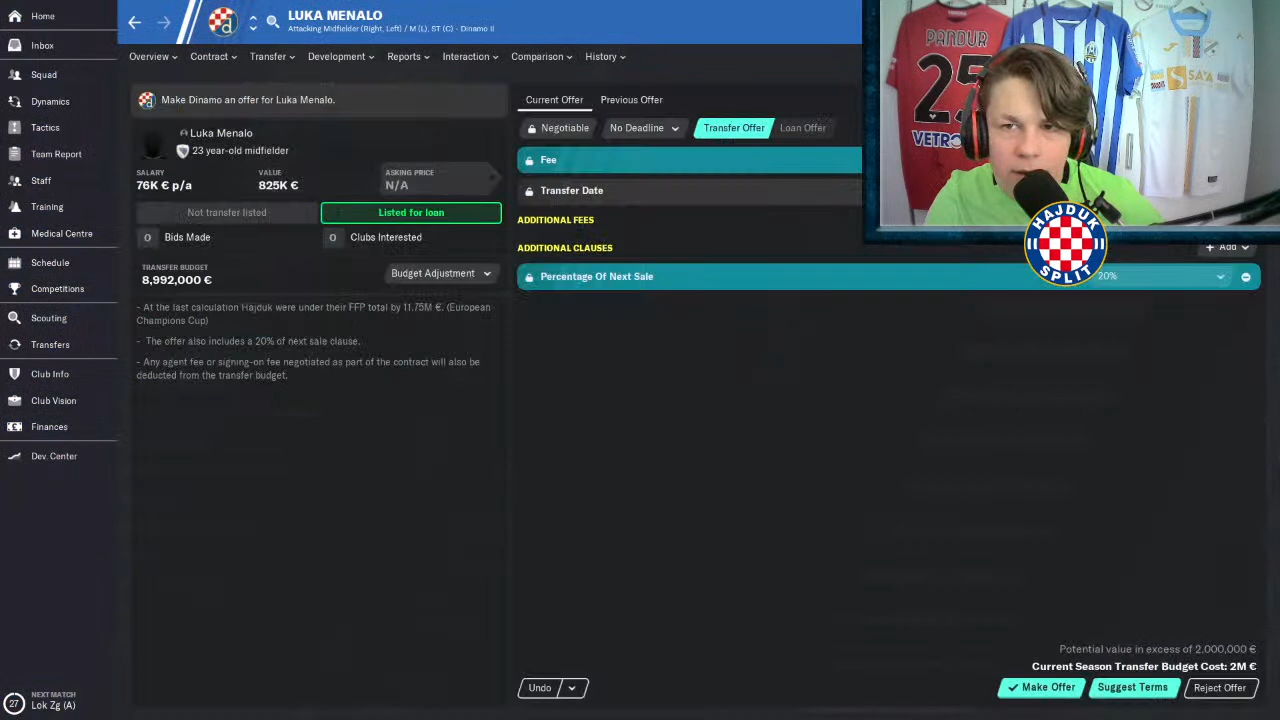 Home
LUKA MENALO
Attacking Midfielder (Right, Left) / M (L), ST (C) - Dinamo II
Inbox
Overview
Contract
Transfer
Development
Reports
Interaction
Comparison
History
Squad
Dynamics
Tactics
Team Report
Staff
Training
Medical Centre
Schedule
Competitions
Scouting
Transfers
Club Info
Club Vision
Finances
Dev. Center
27
NEXT MATCH
Lok Zg (A)
Make Dinamo an offer for Luka Menalo.
Luka Menalo
23 year-old midfielder
SALARY
76K € p/a
VALUE
825K €
ASKING PRICE
N/A
Not transfer listed
Listed for loan
0 Bids Made
0 Clubs Interested
TRANSFER BUDGET
8,992,000 €
Budget Adjustment
- At the last calculation Hajduk were under their FFP total by 11.75M €. (European
Champions Cup)
- The offer also includes a 20% of next sale clause.
- Any agent fee or signing-on fee negotiated as part of the contract will also be
deducted from the transfer budget.
Current Offer
Previous Offer
Negotiable
No Deadline
Transfer Offer
Loan Offer
Fee
Transfer Date
ADDITIONAL FEES
ADDITIONAL CLAUSES
+ Add
Percentage Of Next Sale
20%
PANDUR
25
VETRO
SAŽA
HAJDUK
SPLIT
Potential value in excess of 2,000,000 €
Current Season Transfer Budget Cost: 2M €
Undo
Make Offer
Suggest Terms
Reject Offer